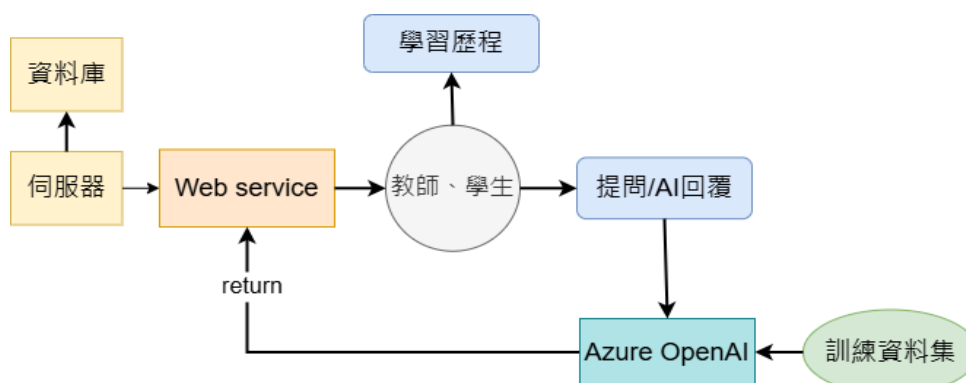 學習歷程
資料庫
伺服器
Web service
教師、學生
提問/AI回覆
return
Azure OpenAI
訓練資料集